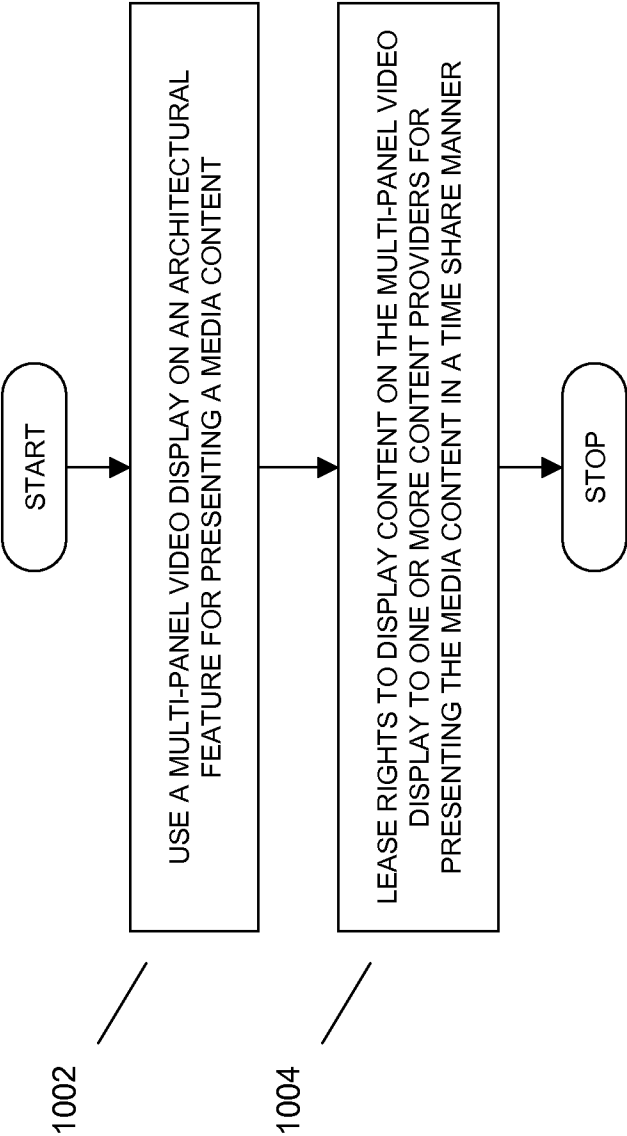 START
1002
USE A MULTI-PANEL VIDEO DISPLAY ON AN ARCHITECTURAL
FEATURE FOR PRESENTING A MEDIA CONTENT
1004
LEASE RIGHTS TO DISPLAY CONTENT ON THE MULTI-PANEL VIDEO
DISPLAY TO ONE OR MORE CONTENT PROVIDERS FOR
PRESENTING THE MEDIA CONTENT IN A TIME SHARE MANNER
STOP